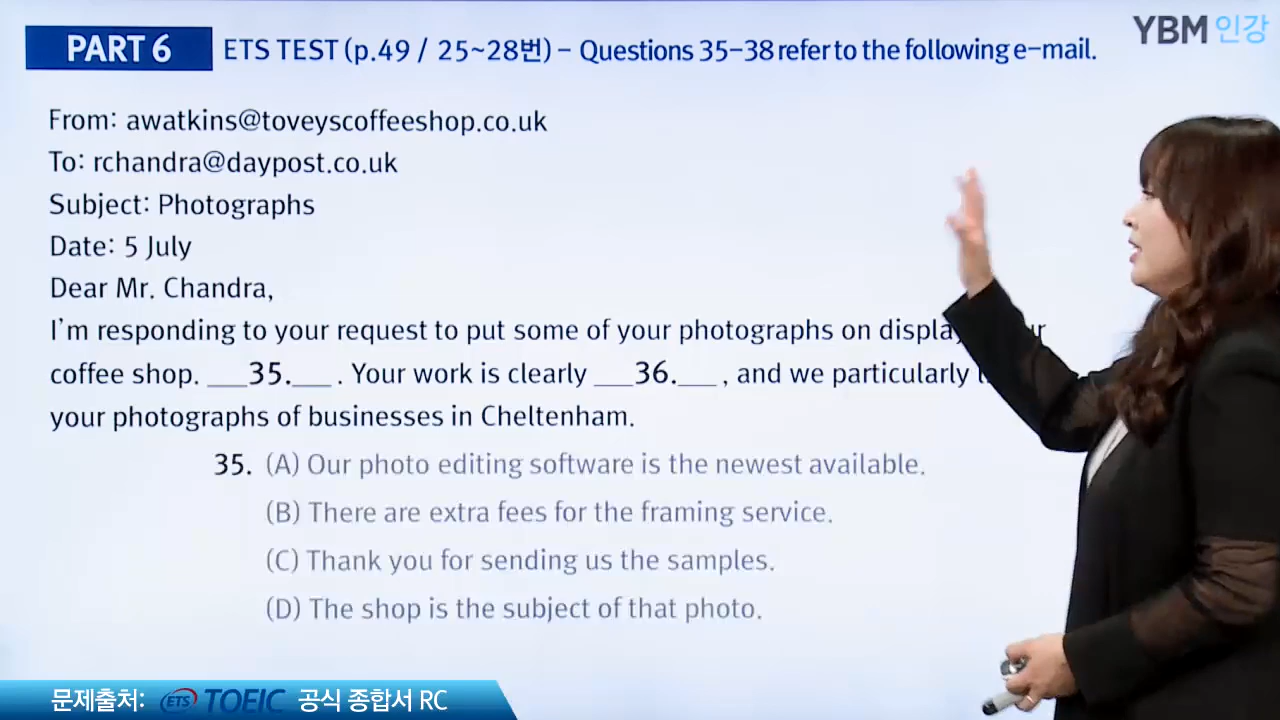 PART 6
ETS TEST (p.49 / 25~28번) – Questions 35–38 refer to the following e-mail.
YBM 인강
From: awatkins@toveyscoffeeshop.co.uk
To: rchandra@daypost.co.uk
Subject: Photographs
Date: 5 July
Dear Mr. Chandra,
I'm responding to your request to put some of your photographs on
coffee shop. ___35.___ . Your work is clearly ___36.___ , and we particularly
your photographs of businesses in Cheltenham.
35. (A) Our photo editing software is the newest available.
(B) There are extra fees for the framing service.
(C) Thank you for sending us the samples.
(D) The shop is the subject of that photo.
문제출처: ETS TOEIC 공식 종합서 RC